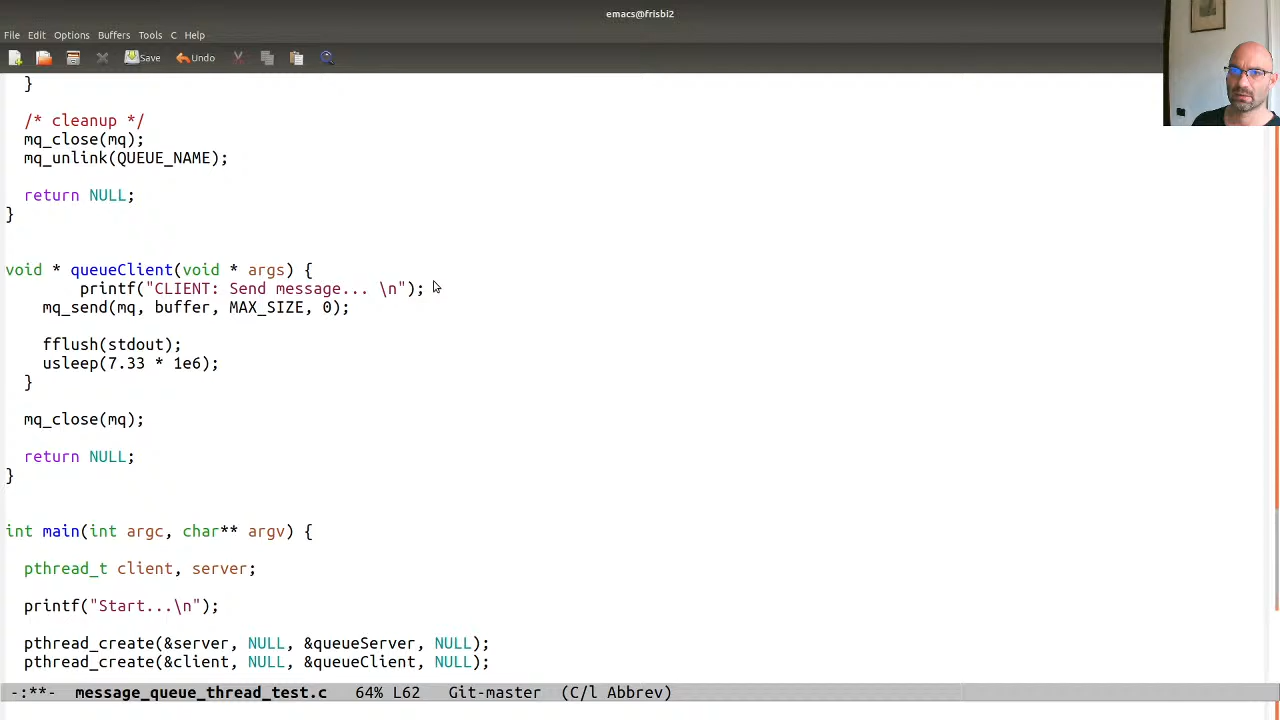 emacs@frisbi2
File Edit Options Buffers Tools C Help
Save Undo
}
/* cleanup */
mq_close(mq);
mq_unlink(QUEUE_NAME);
return NULL;
}
void * queueClient(void * args) {
printf("CLIENT: Send message... \n");
mq_send(mq, buffer, MAX_SIZE, 0);
fflush(stdout);
usleep(7.33 * 1e6);
}
mq_close(mq);
return NULL;
}
int main(int argc, char** argv) {
pthread_t client, server;
printf("Start...\n");
pthread_create(&server, NULL, &queueServer, NULL);
pthread_create(&client, NULL, &queueClient, NULL);
-:**- message_queue_thread_test.c 64% L62 Git-master (C/l Abbrev)